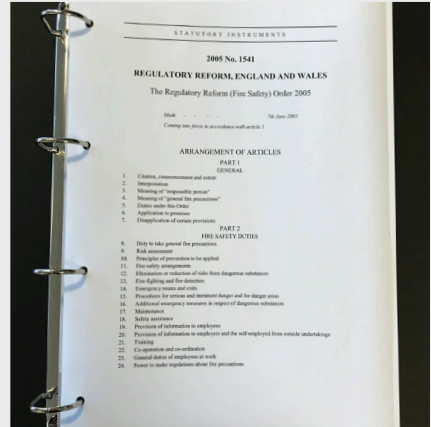 STATUTORY INSTRUMENTS
2005 No. 1541
REGULATORY REFORM, ENGLAND AND WALES
The Regulatory Reform (Fire Safety) Order 2005
Made - - - - 7th June 2005
Coming into force in accordance with article 1
ARRANGEMENT OF ARTICLES
PART 1
GENERAL
1. Citation, commencement and extent
2. Interpretation
3. Meaning of "responsible person"
4. Meaning of "general fire precautions"
5. Duties under this Order
6. Application to premises
7. Disapplication of certain provisions
PART 2
FIRE SAFETY DUTIES
8. Duty to take general fire precautions
9. Risk assessment
10. Principles of prevention to be applied
11. Fire safety arrangements
12. Elimination or reduction of risks from dangerous substances
13. Fire-fighting and fire detection
14. Emergency routes and exits
15. Procedures for serious and imminent danger and for danger areas
16. Additional emergency measures in respect of dangerous substances
17. Maintenance
18. Safety assistance
19. Provision of information to employees
20. Provision of information to employers and the self-employed from outside undertakings
21. Training
22. Co-operation and co-ordination
23. General duties of employees at work
24. Power to make regulations about fire precautions